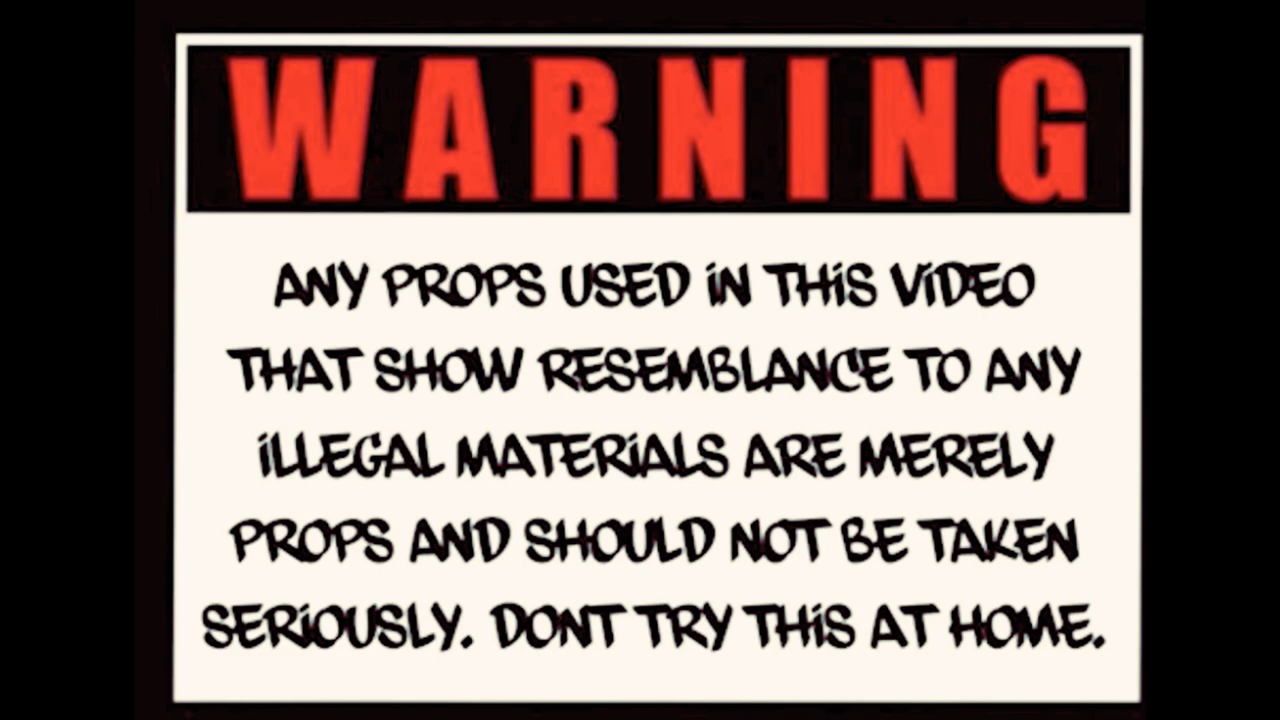 WARNING
ANY PROPS USED iN THiS ViDEO
THAT SHOW RESEMBLANCE TO ANY
iLLEGAL MATERiALS ARE MERELY
PROPS AND SHOULD NOT BE TAKEN
SERiOUSLY. DONT TRY THiS AT HOME.